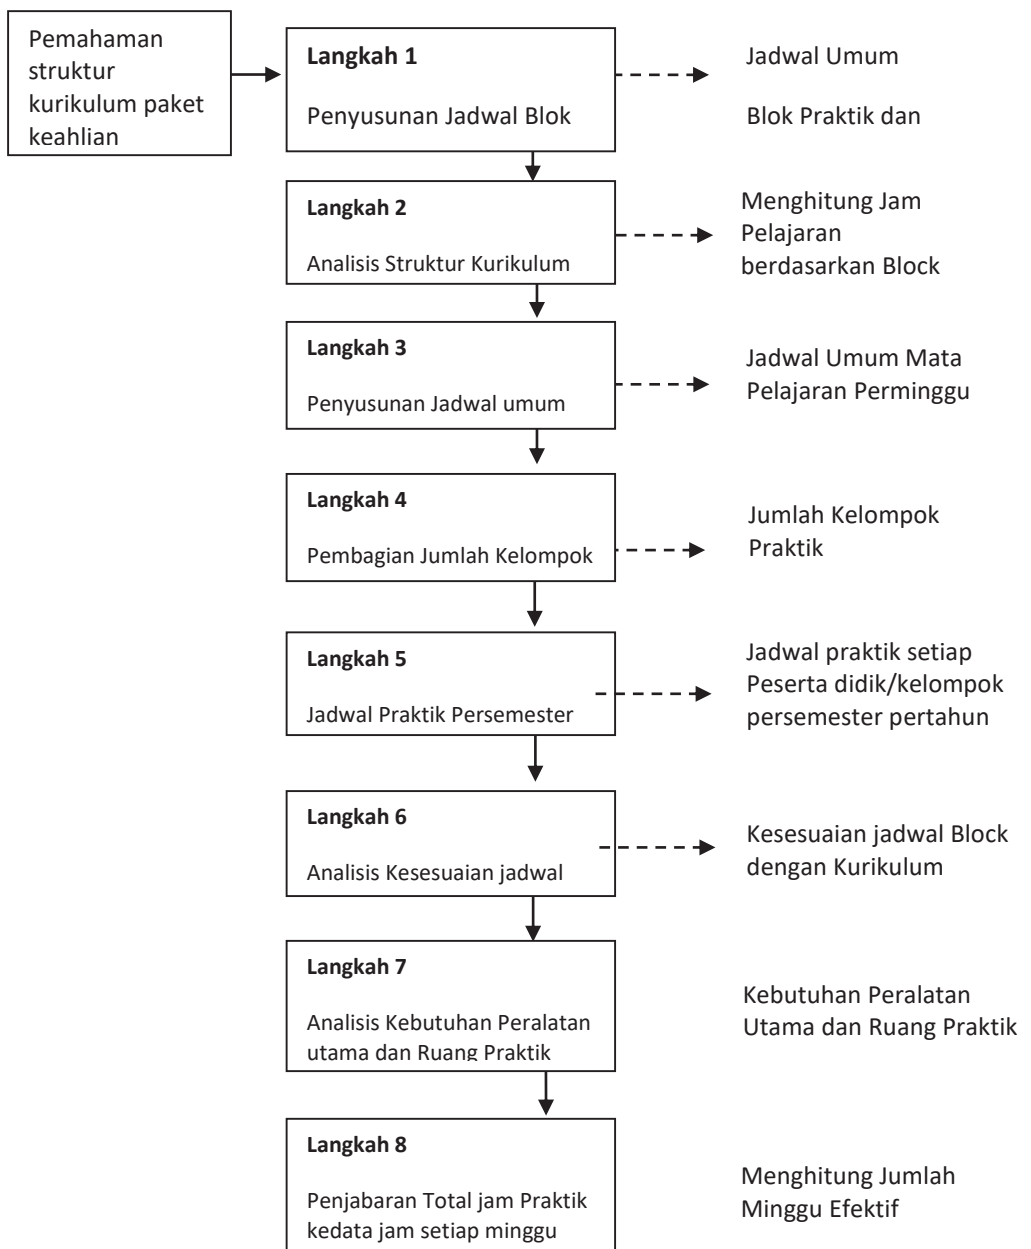 Pemahaman
struktur
kurikulum paket
keahlian
Langkah 1
Penyusunan Jadwal Blok
Jadwal Umum
Blok Praktik dan
Langkah 2
Analisis Struktur Kurikulum
Menghitung Jam
Pelajaran
berdasarkan Block
Langkah 3
Penyusunan Jadwal umum
Jadwal Umum Mata
Pelajaran Perminggu
Langkah 4
Pembagian Jumlah Kelompok
Jumlah Kelompok
Praktik
Langkah 5
Jadwal Praktik Persemester
Jadwal praktik setiap
Peserta didik/kelompok
persemester pertahun
Langkah 6
Analisis Kesesuaian jadwal
Kesesuaian jadwal Block
dengan Kurikulum
Langkah 7
Analisis Kebutuhan Peralatan
utama dan Ruang Praktik
Kebutuhan Peralatan
Utama dan Ruang Praktik
Langkah 8
Penjabaran Total jam Praktik
kedata jam setiap minggu
Menghitung Jumlah
Minggu Efektif